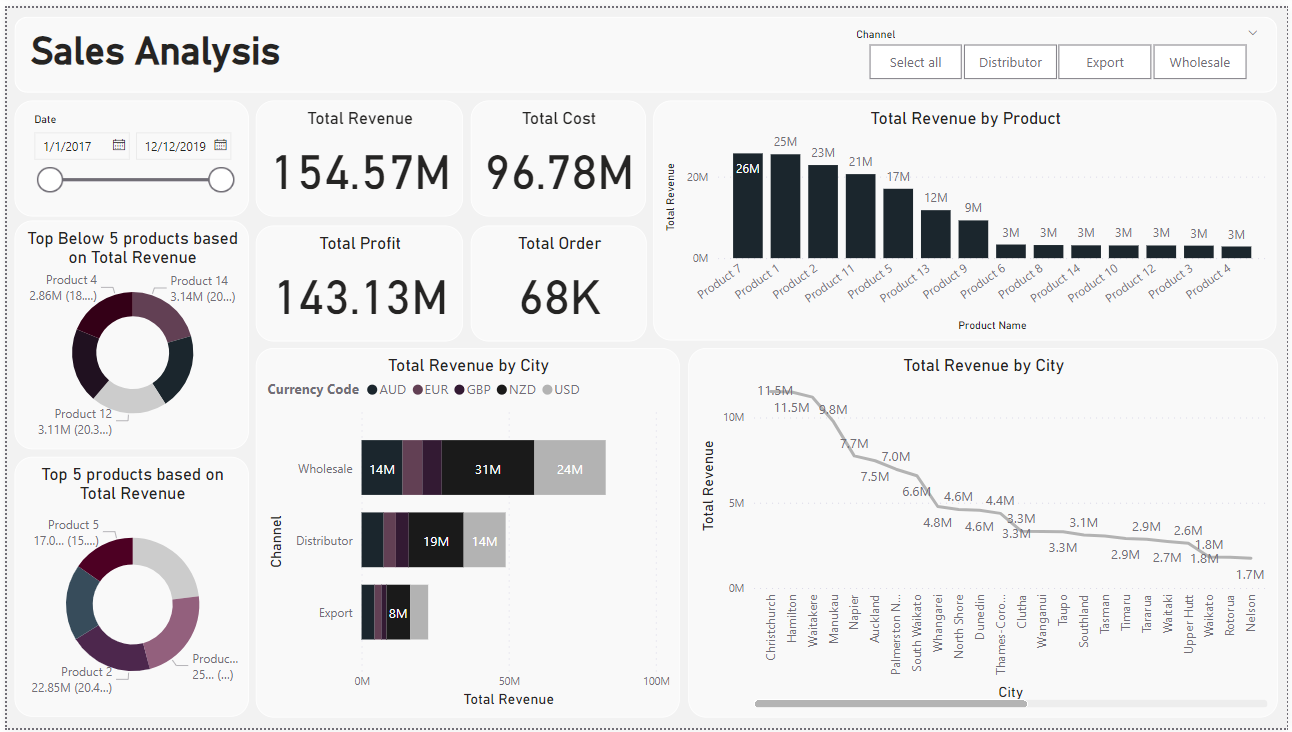 Sales Analysis
Channel
Select all
Distributor
Export
Wholesale
Date
1/1/2017
12/12/2019
Total Revenue
154.57M
Total Cost
96.78M
Total Profit
143.13M
Total Order
68K
Total Revenue by Product
Total Revenue
20M
0M
26M
25M
23M
21M
17M
12M
9M
3M
3M
3M
3M
3M
3M
3M
Product 7
Product 1
Product 2
Product 11
Product 5
Product 13
Product 9
Product 6
Product 8
Product 14
Product 10
Product 12
Product 3
Product 4
Product Name
Top Below 5 products based
on Total Revenue
Product 4
2.86M (18....)
Product 14
3.14M (20...)
Product 12
3.11M (20.3...)
Top 5 products based on
Total Revenue
Product 5
17.0... (15....)
Produc...
25... (...)
Product 2
22.85M (20.4...)
Total Revenue by City
Currency Code
AUD
EUR
GBP
NZD
USD
Channel
Wholesale
14M
31M
24M
Distributor
19M
14M
Export
8M
0M
50M
100M
Total Revenue
Total Revenue by City
Total Revenue
10M
5M
0M
11.5M
11.5M
9.8M
7.7M
7.5M
7.0M
6.6M
4.8M
4.6M
4.6M
4.4M
3.3M
3.3M
3.3M
3.1M
2.9M
2.9M
2.7M
2.6M
1.8M
1.8M
1.7M
Christchurch
Hamilton
Waitakere
Manukau
Napier
Auckland
Palmerston N...
South Waikato
Whangarei
North Shore
Dunedin
Thames-Coro...
Clutha
Wanganui
Taupo
Southland
Tasman
Timaru
Tararua
Waitaki
Upper Hutt
Waikato
Rotorua
Nelson
City